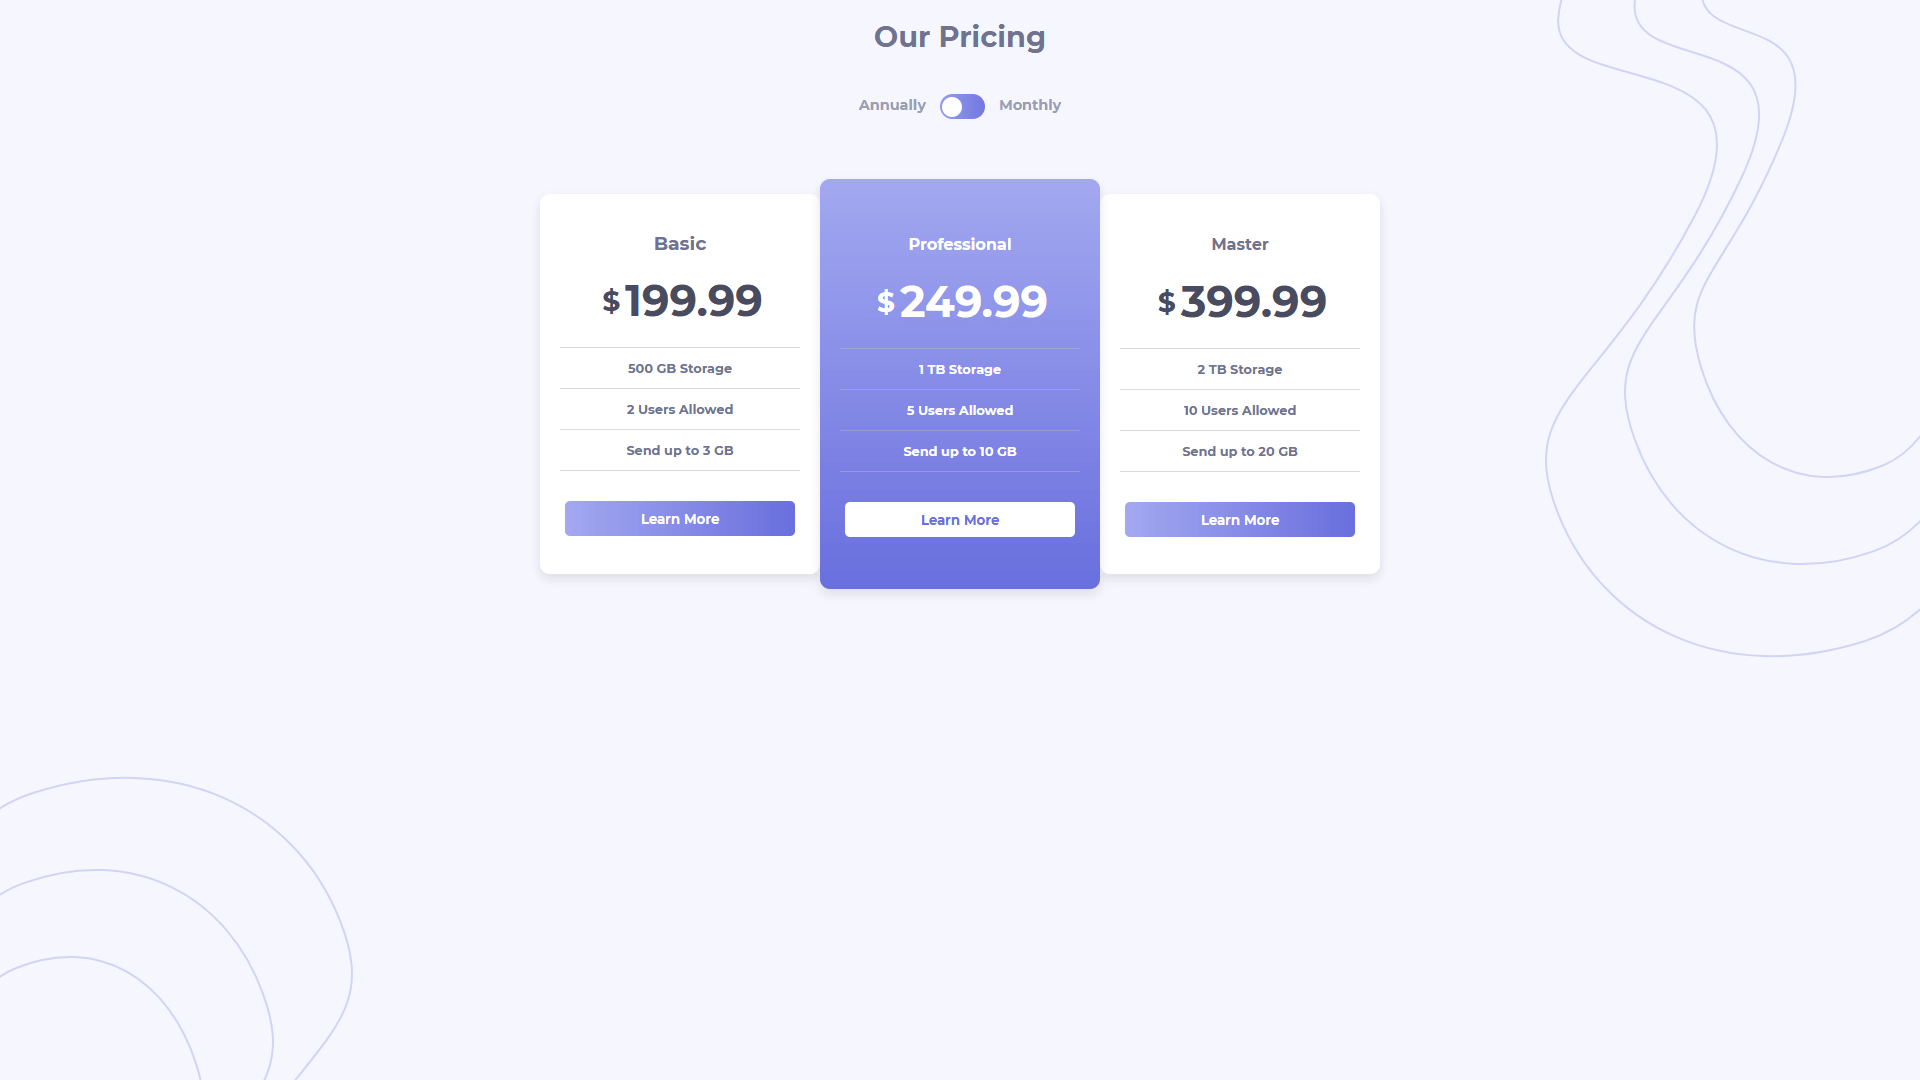 Our Pricing
Annually Monthly
Basic
$199.99
500 GB Storage
2 Users Allowed
Send up to 3 GB
Learn More
Professional
$249.99
1 TB Storage
5 Users Allowed
Send up to 10 GB
Learn More
Master
$399.99
2 TB Storage
10 Users Allowed
Send up to 20 GB
Learn More